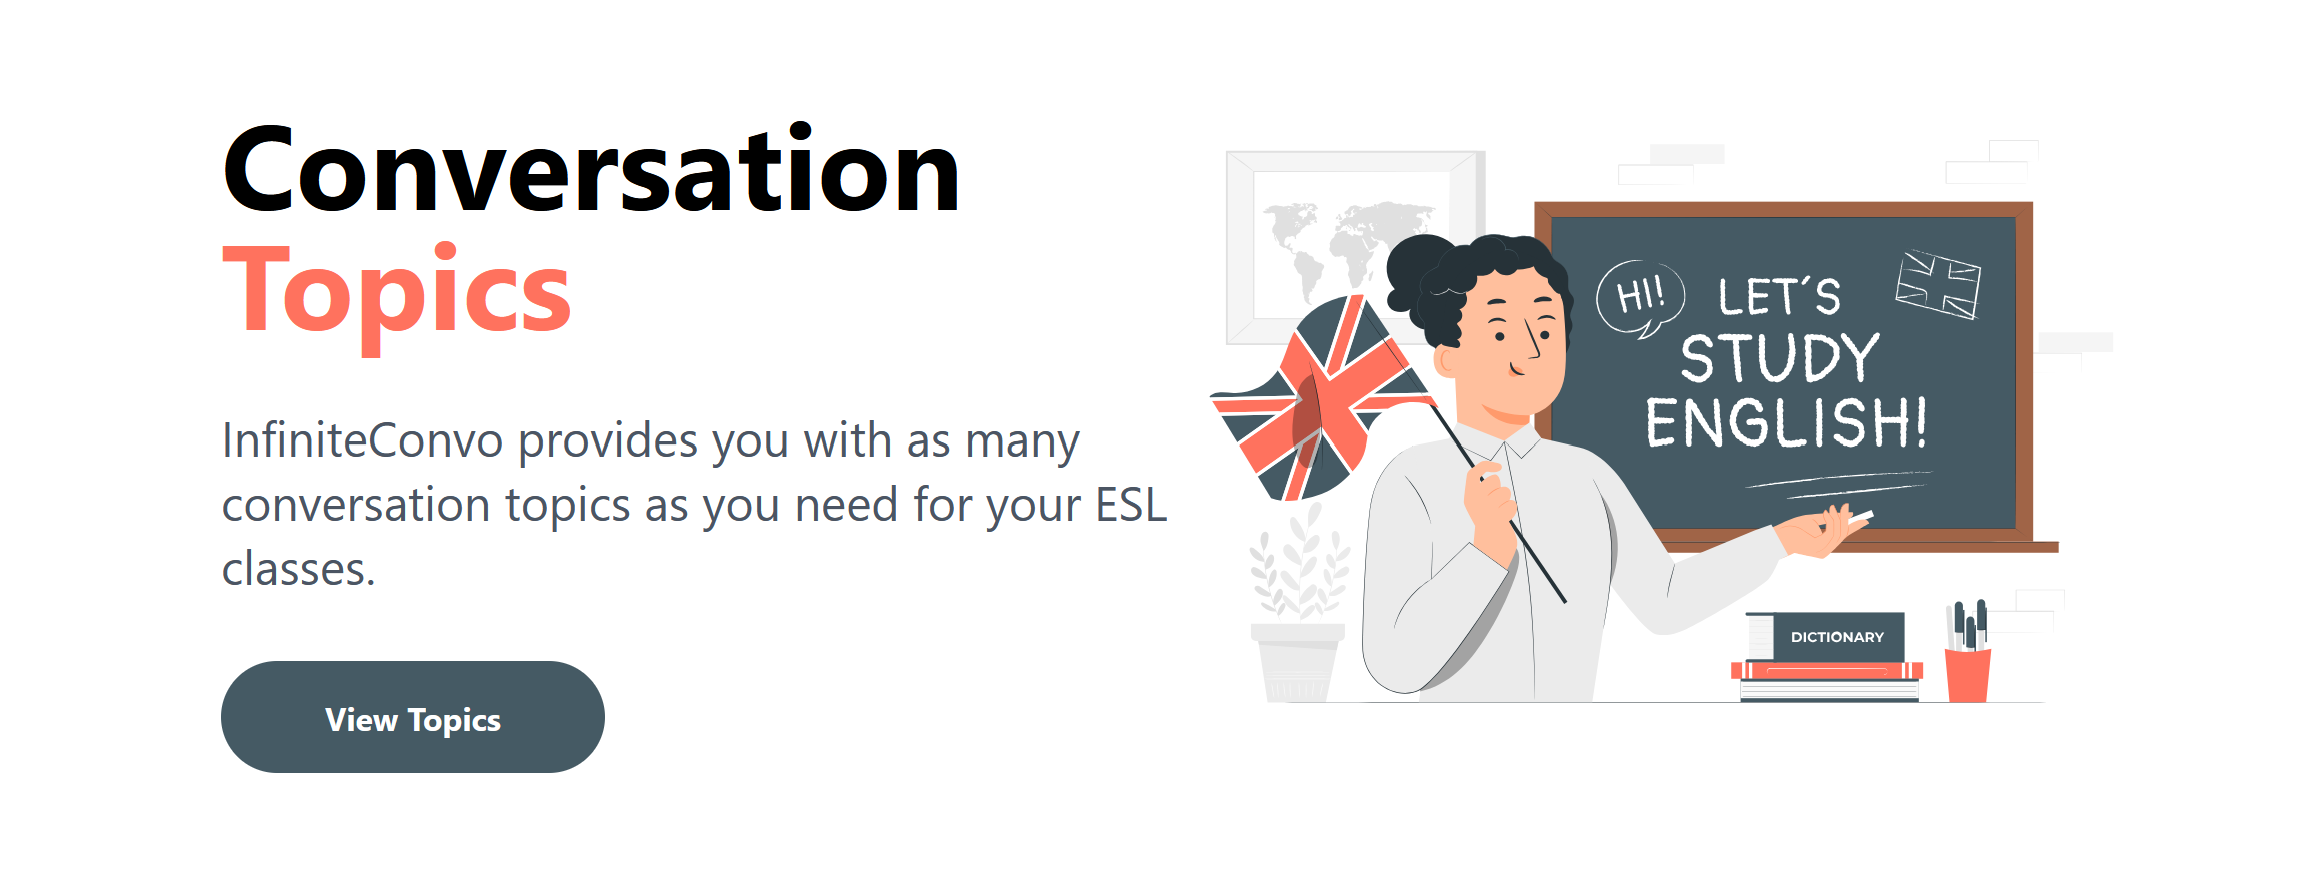 Conversation
Topics
InfiniteConvo provides you with as many
conversation topics as you need for your ESL
classes.
View Topics
HI!
LET'S
STUDY
ENGLISH!
DICTIONARY